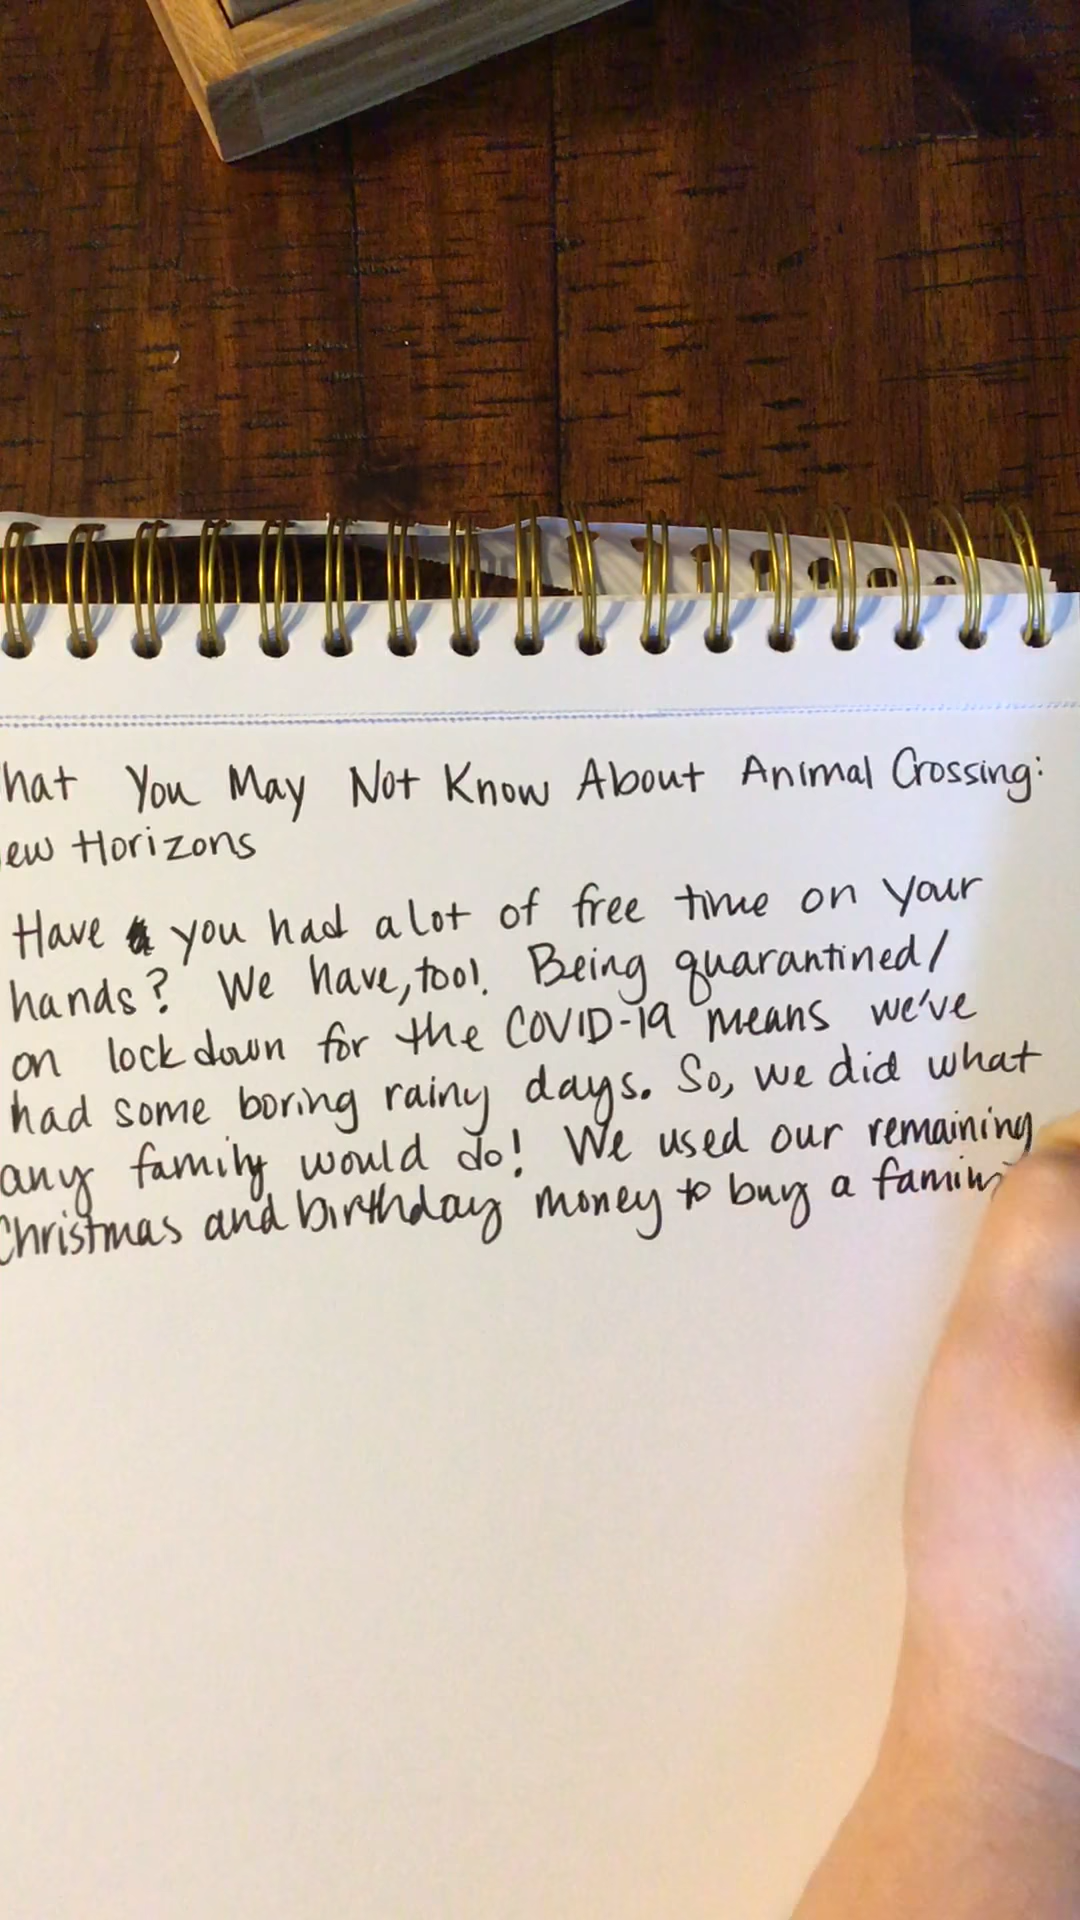 hat You May Not Know About Animal Crossing:
ew Horizons
Have you had a lot of free time on your
hands? We have, too! Being quarantined/
on lockdown for the COVID-19 means we've
had some boring rainy days. So, we did what
any family would do! We used our remaining
Christmas and birthday money to buy a family